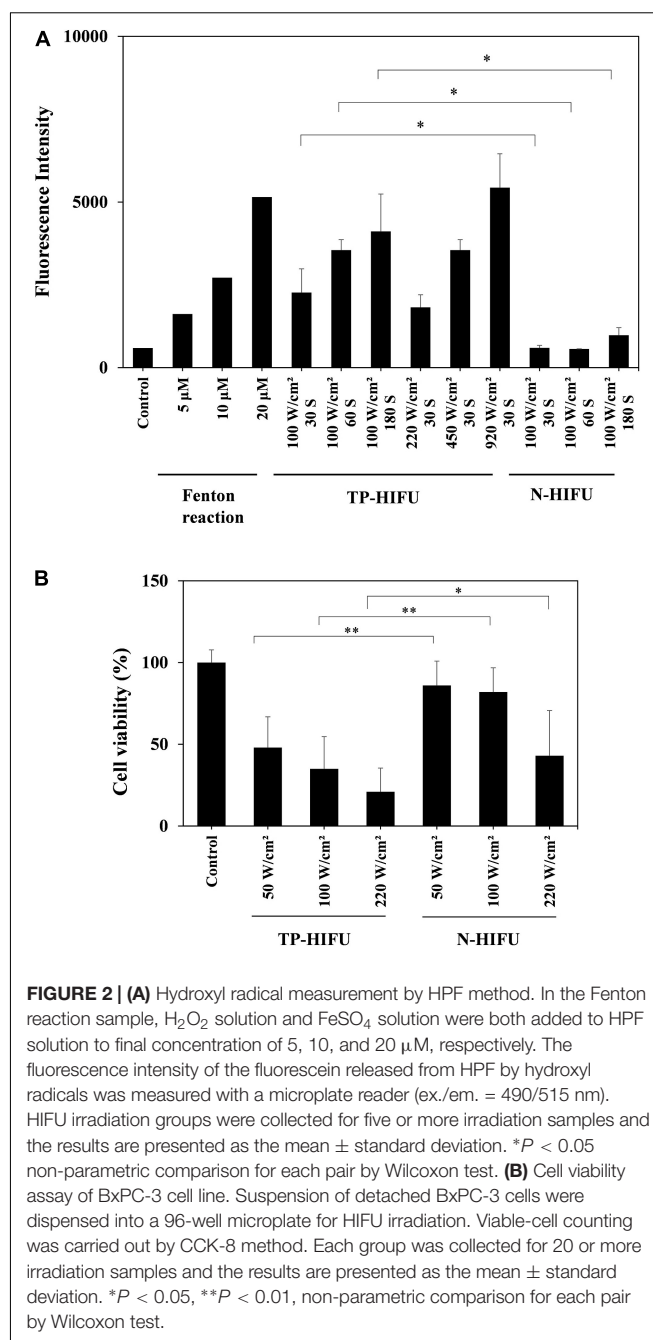 A
10000
5000
0
Fluorescence Intensity
*
*
*
Control
5 μM
10 μM
20 μM
100 W/cm² 30 S
100 W/cm² 60 S
100 W/cm² 180 S
220 W/cm² 30 S
450 W/cm² 30 S
920 W/cm² 30 S
100 W/cm² 30 S
100 W/cm² 60 S
100 W/cm² 180 S
Fenton
reaction
TP-HIFU
N-HIFU
B
150
100
50
0
Cell viability (%)
*
**
**
Control
50 W/cm²
100 W/cm²
220 W/cm²
50 W/cm²
100 W/cm²
220 W/cm²
TP-HIFU
N-HIFU
FIGURE 2 | (A) Hydroxyl radical measurement by HPF method. In the Fenton
reaction sample, H₂O₂ solution and FeSO₄ solution were both added to HPF
solution to final concentration of 5, 10, and 20 μM, respectively. The
fluorescence intensity of the fluorescein released from HPF by hydroxyl
radicals was measured with a microplate reader (ex./em. = 490/515 nm).
HIFU irradiation groups were collected for five or more irradiation samples and
the results are presented as the mean ± standard deviation. *P < 0.05
non-parametric comparison for each pair by Wilcoxon test. (B) Cell viability
assay of BxPC-3 cell line. Suspension of detached BxPC-3 cells were
dispensed into a 96-well microplate for HIFU irradiation. Viable-cell counting
was carried out by CCK-8 method. Each group was collected for 20 or more
irradiation samples and the results are presented as the mean ± standard
deviation. *P < 0.05, **P < 0.01, non-parametric comparison for each pair
by Wilcoxon test.